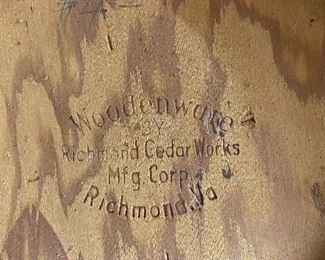 Woodenware
BY
Richmond Cedar Works
Mfg. Corp.
Richmond, Va